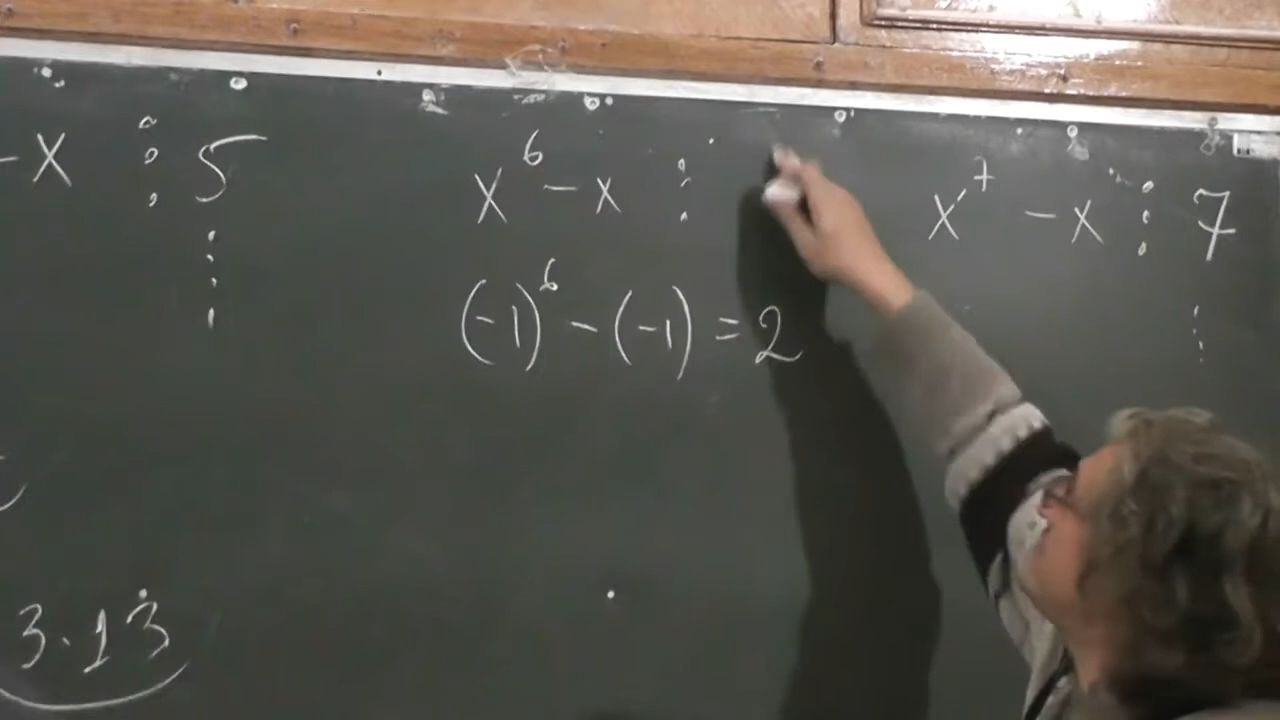 - x ⋮ 5
x⁶ - x ⋮
x⁷ - x ⋮ 7
(-1)⁶ - (-1) = 2
3·13